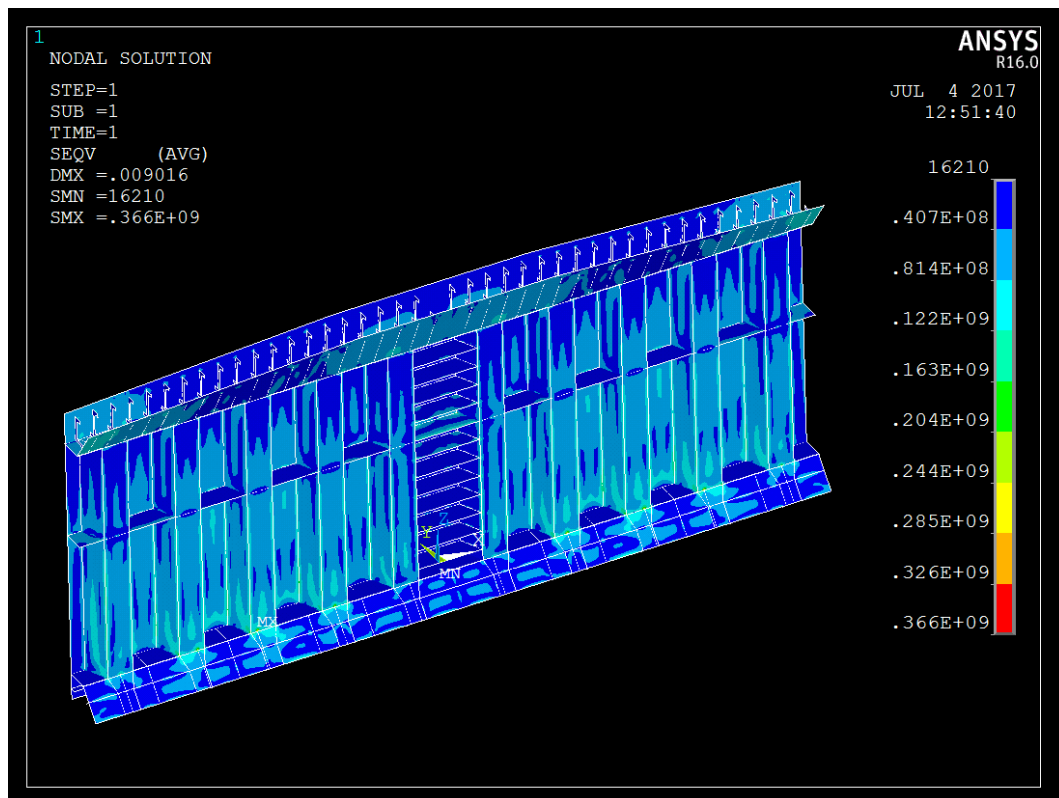 1
NODAL SOLUTION
STEP=1
SUB =1
TIME=1
SEQV (AVG)
DMX =.009016
SMN =16210
SMX =.366E+09
ANSYS
R16.0
JUL 4 2017
12:51:40
16210
.407E+08
.814E+08
.122E+09
.163E+09
.204E+09
.244E+09
.285E+09
.326E+09
.366E+09
Z
Y
X
MN
MX